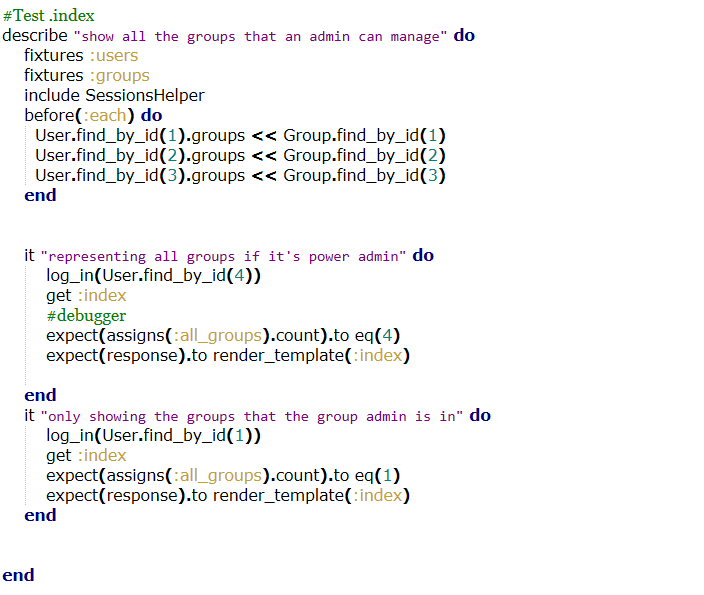 #Test .index
describe "show all the groups that an admin can manage" do
fixtures :users
fixtures :groups
include SessionsHelper
before(:each) do
User.find_by_id(1).groups << Group.find_by_id(1)
User.find_by_id(2).groups << Group.find_by_id(2)
User.find_by_id(3).groups << Group.find_by_id(3)
end
it "representing all groups if it's power admin" do
log_in(User.find_by_id(4))
get :index
#debugger
expect(assigns(:all_groups).count).to eq(4)
expect(response).to render_template(:index)
end
it "only showing the groups that the group admin is in" do
log_in(User.find_by_id(1))
get :index
expect(assigns(:all_groups).count).to eq(1)
expect(response).to render_template(:index)
end
end